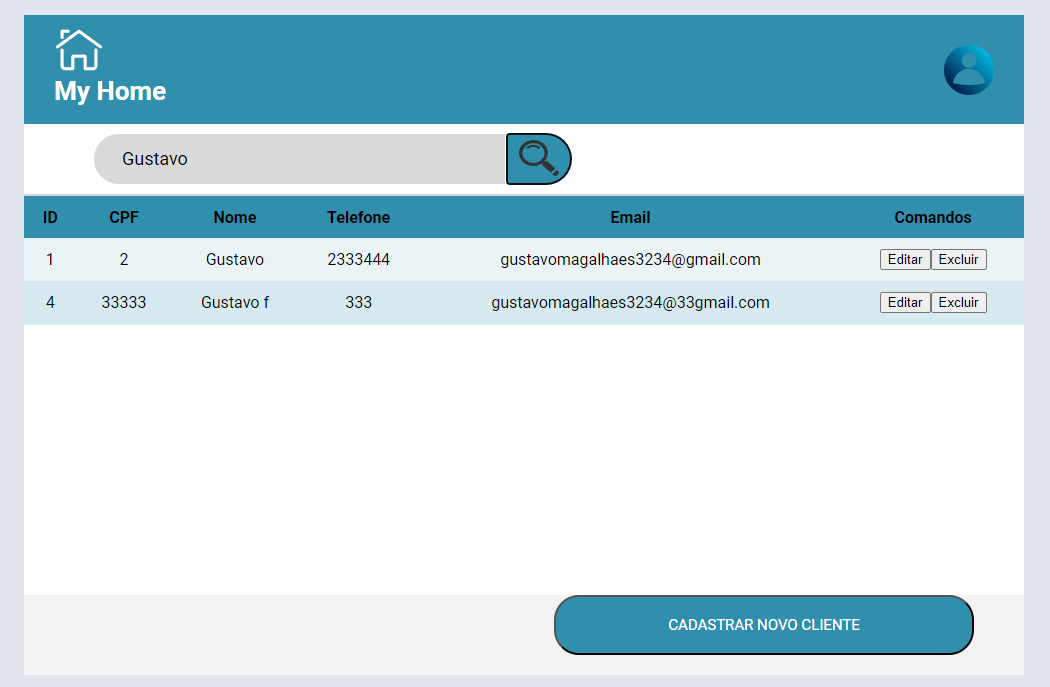 My Home
Gustavo
ID CPF Nome Telefone Email Comandos
1 2 Gustavo 2333444 gustavomagalhaes3234@gmail.com Editar Excluir
4 33333 Gustavo f 333 gustavomagalhaes3234@33gmail.com Editar Excluir
CADASTRAR NOVO CLIENTE